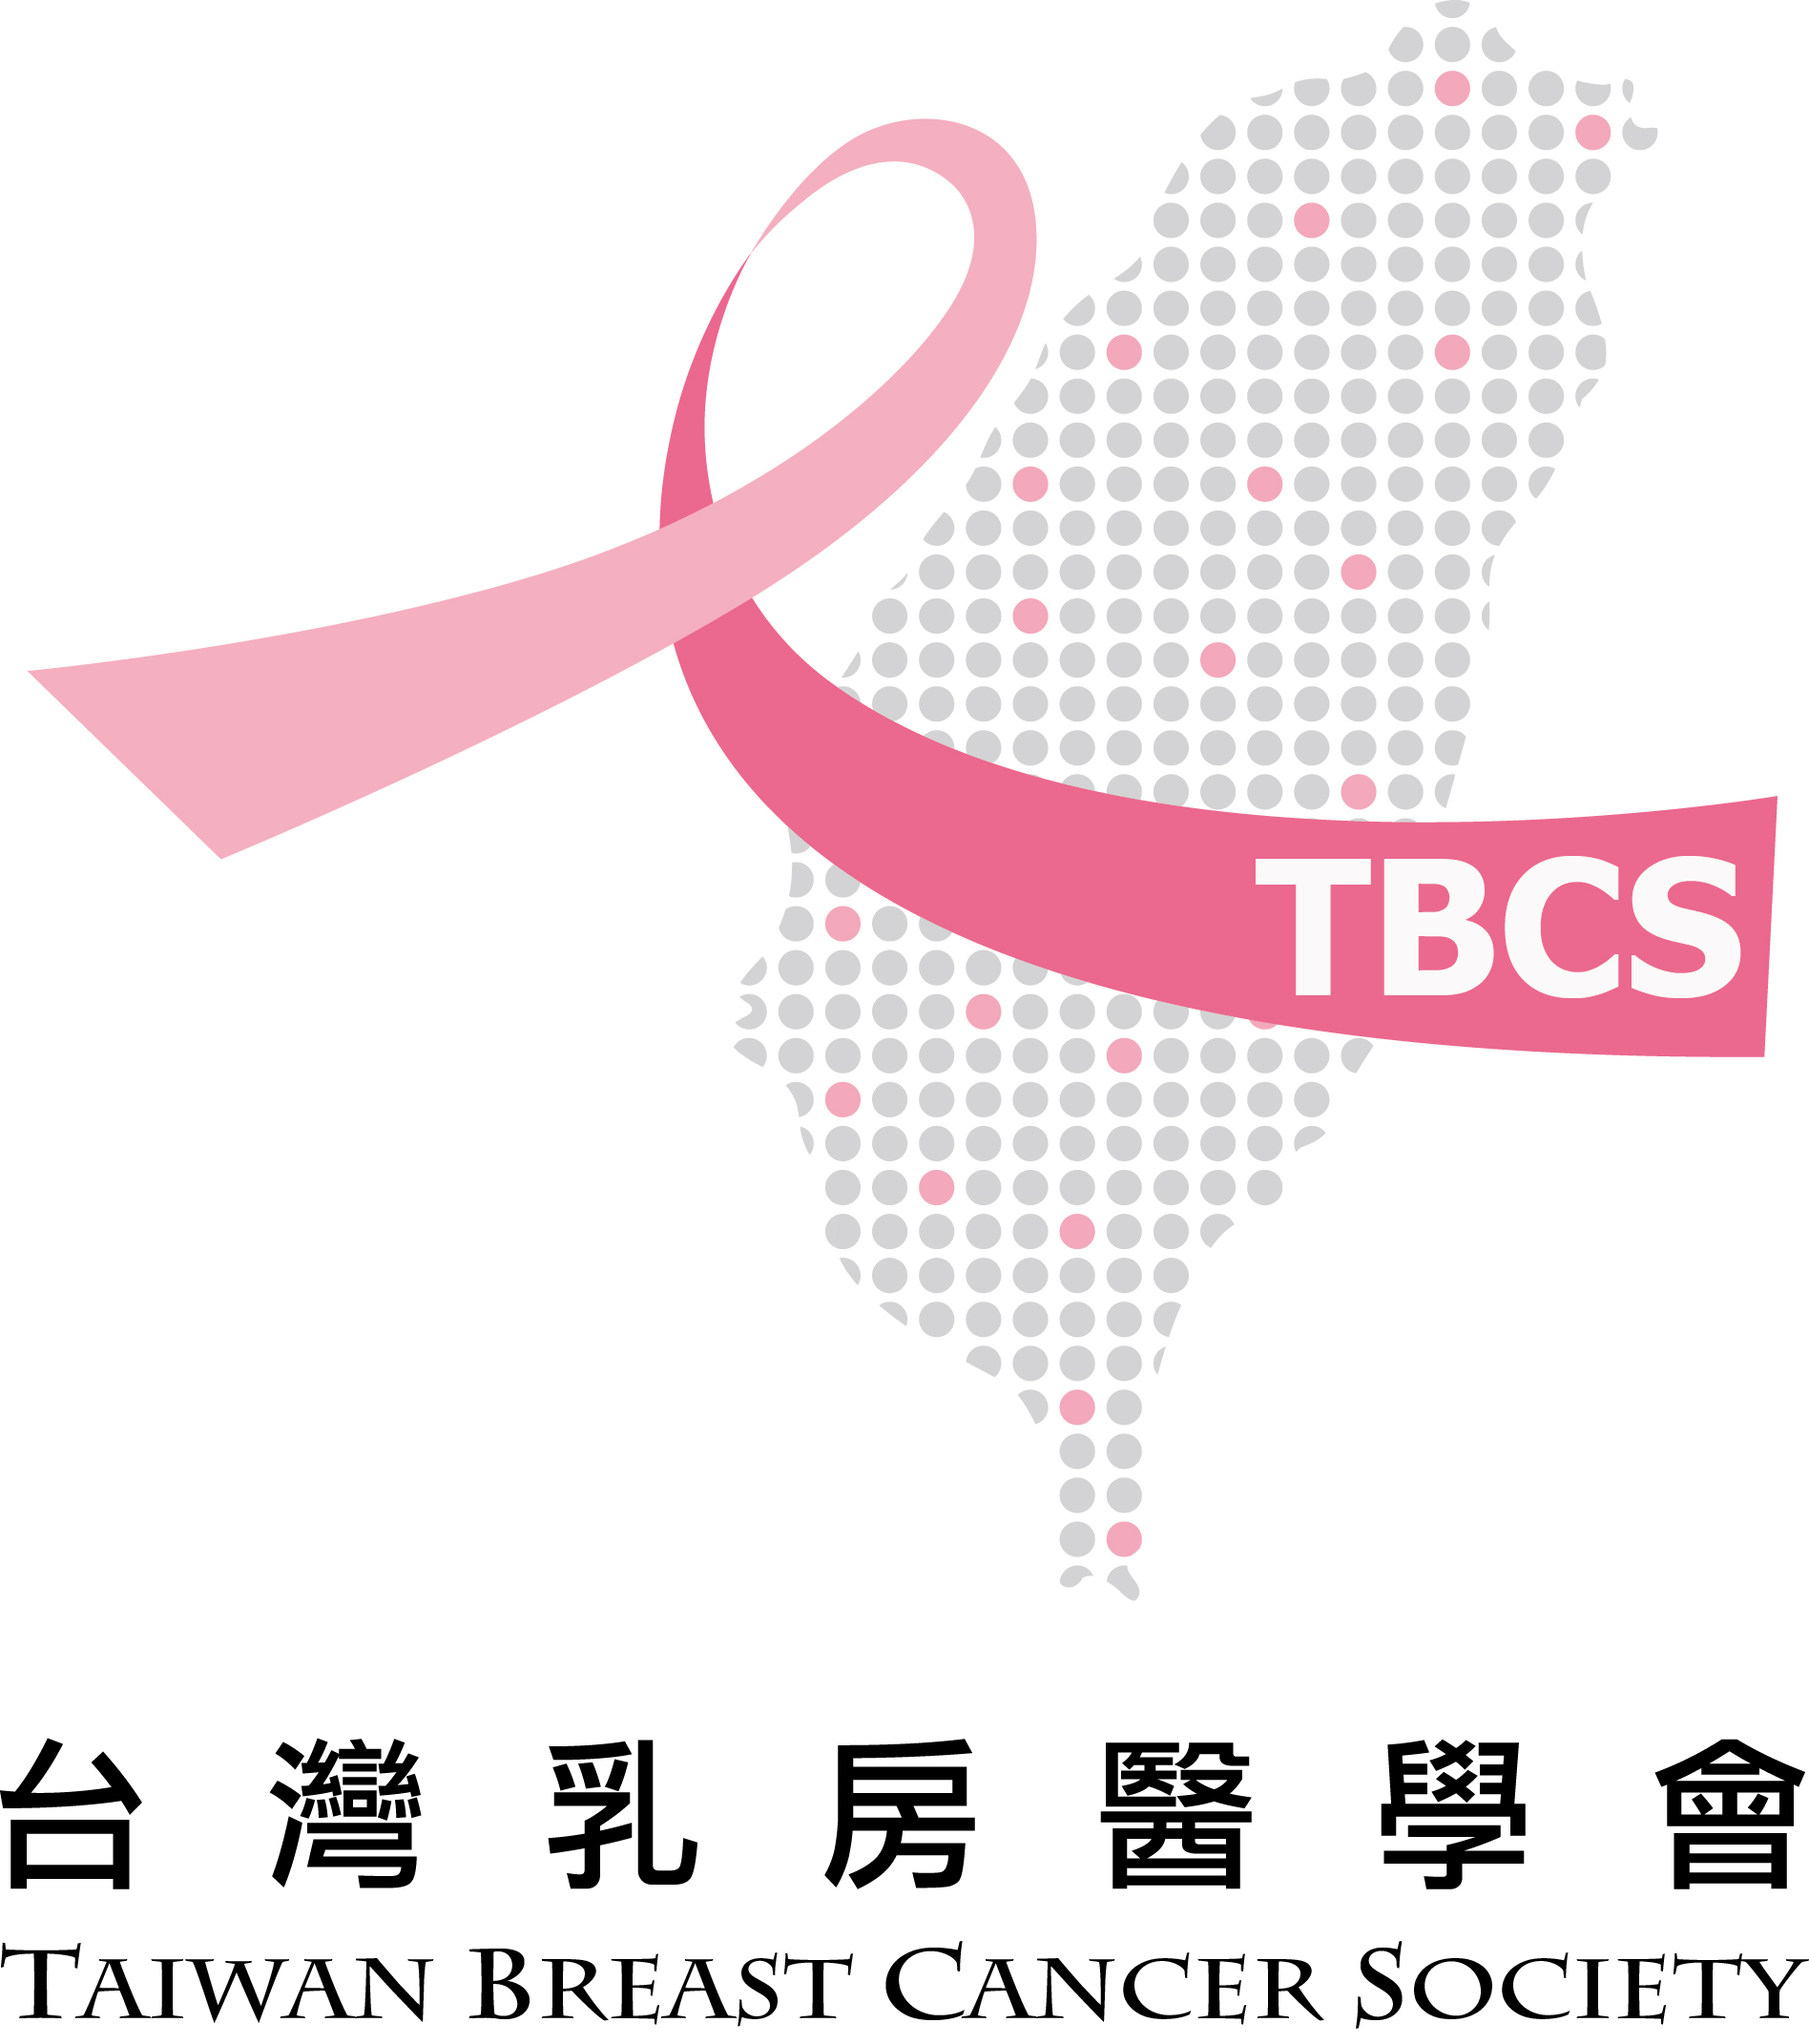 TBCS
台灣乳房醫學會
TAIWAN BREAST CANCER SOCIETY